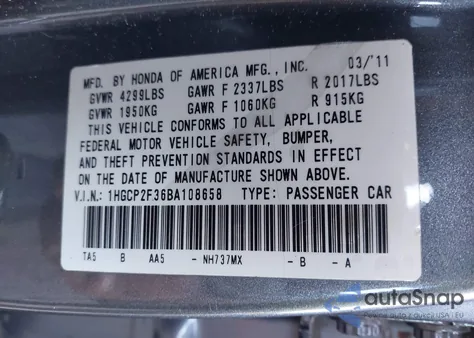 MFD. BY HONDA OF AMERICA MFG., INC. 03/'11
GVWR 4299LBS GAWR F 2337LBS R 2017LBS
GVWR 1950KG GAWR F 1060KG R 915KG
THIS VEHICLE CONFORMS TO ALL APPLICABLE
FEDERAL MOTOR VEHICLE SAFETY, BUMPER,
AND THEFT PREVENTION STANDARDS IN EFFECT
ON THE DATE OF MANUFACTURE SHOWN ABOVE.
V.I.N.: 1HGCP2F36BA108658 TYPE: PASSENGER CAR
TA5 B AA5 - NH737MX - B - A
autoSnap